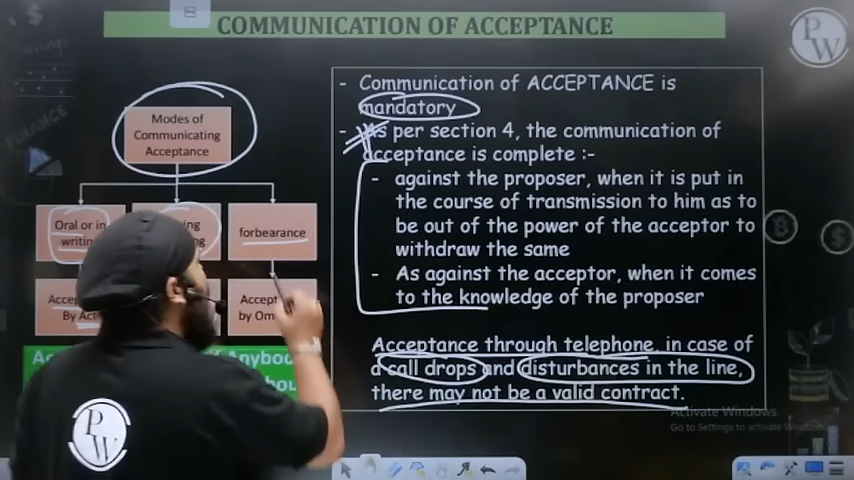 COMMUNICATION OF ACCEPTANCE
P
W
Modes of
Communicating
Acceptance
Oral or in
forbearance
By
FINANCE
- Communication of ACCEPTANCE is
mandatory
- As per section 4, the communication of
acceptance is complete :-
- against the proposer, when it is put in
the course of transmission to him as to
be out of the power of the acceptor to
withdraw the same
- As against the acceptor, when it comes
to the knowledge of the proposer
Acceptance through telephone, in case of
a call drops and disturbances in the line,
there may not be a valid contract.
Activate Windows
Go to Settings to activate Windows
P
W